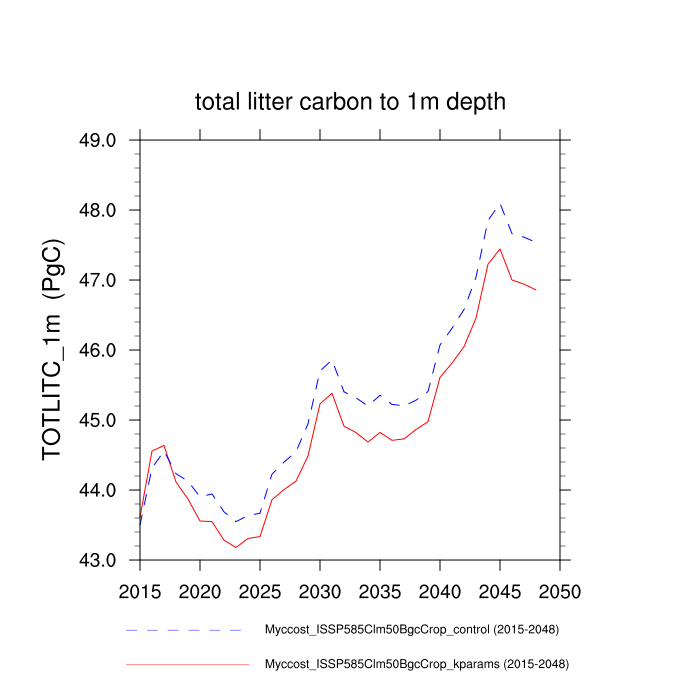 total litter carbon to 1m depth
TOTLITC_1m (PgC)
49.0
48.0
47.0
46.0
45.0
44.0
43.0
2015 2020 2025 2030 2035 2040 2045 2050
Myccost_ISSP585Clm50BgcCrop_control (2015-2048)
Myccost_ISSP585Clm50BgcCrop_kparams (2015-2048)